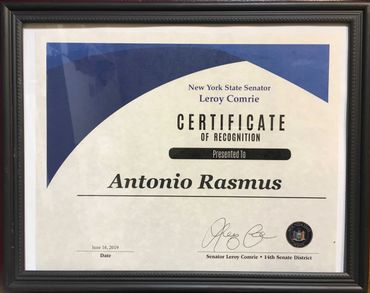 New York State Senator
Leroy Comrie
CERTIFICATE
OF RECOGNITION
Presented To
Antonio Rasmus
June 14, 2019
Date
Senator Leroy Comrie • 14th Senate District